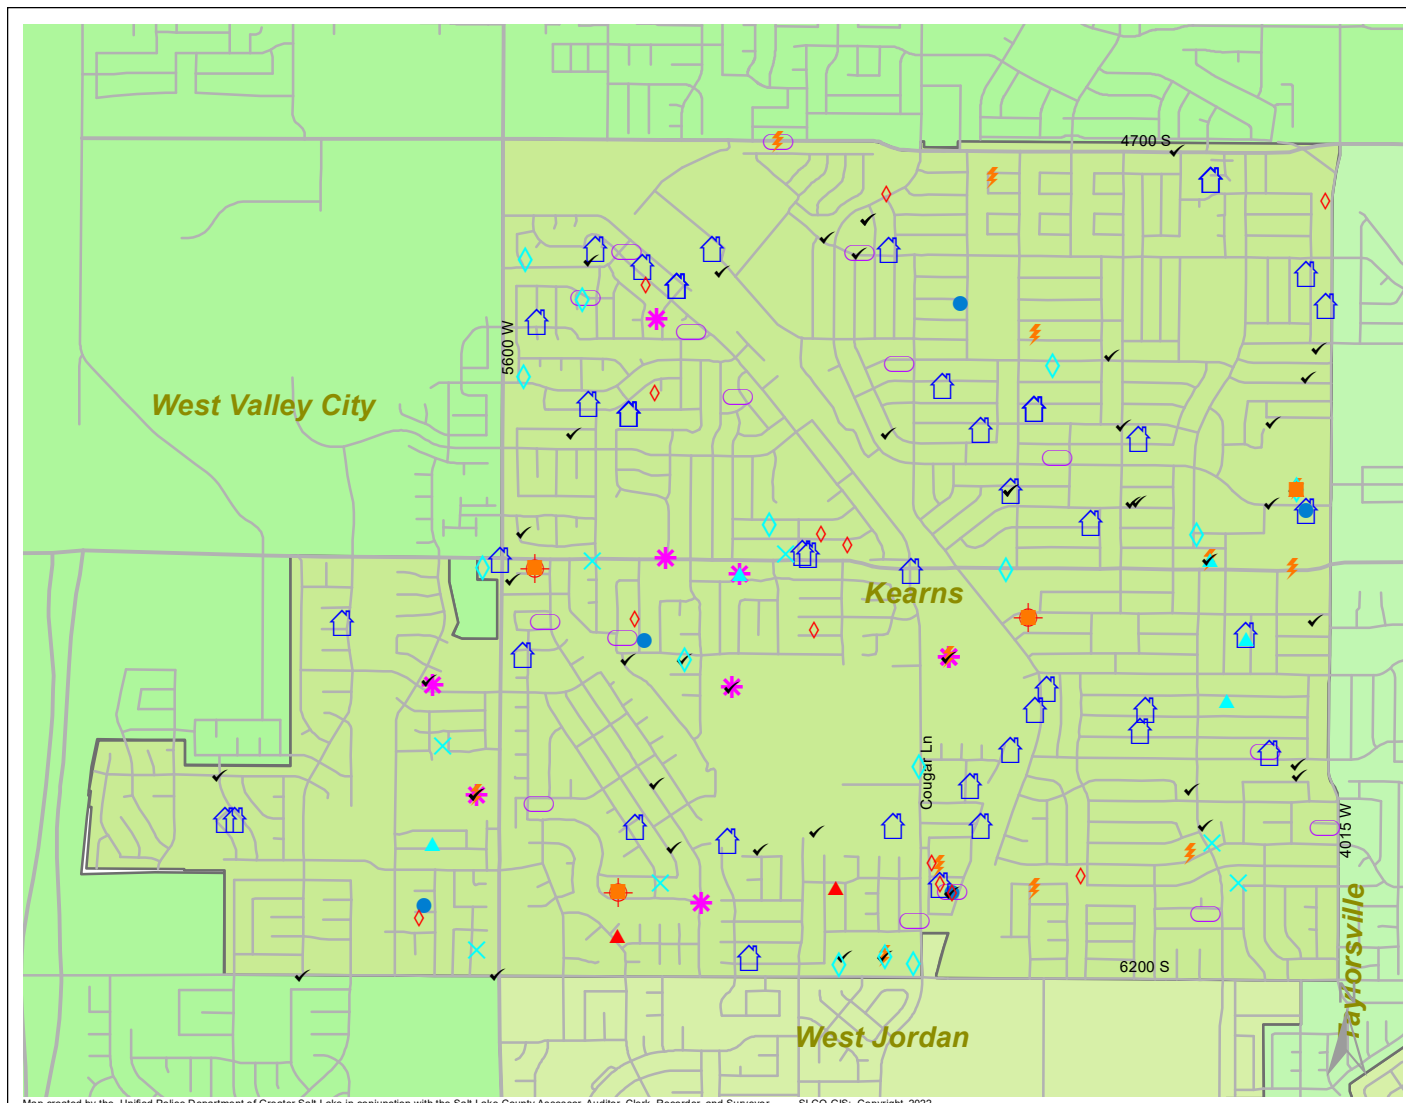 4700 S
5600 W
West Valley City
Kearns
Cougar Ln
4015 W
Taylorsville
6200 S
West Jordan
Map created by the Unified Police Department of Greater Salt Lake in conjunction with the Salt Lake County Assessor, Auditor, Clerk, Recorder, and Surveyor. SLCO GIS: Copyright 2022